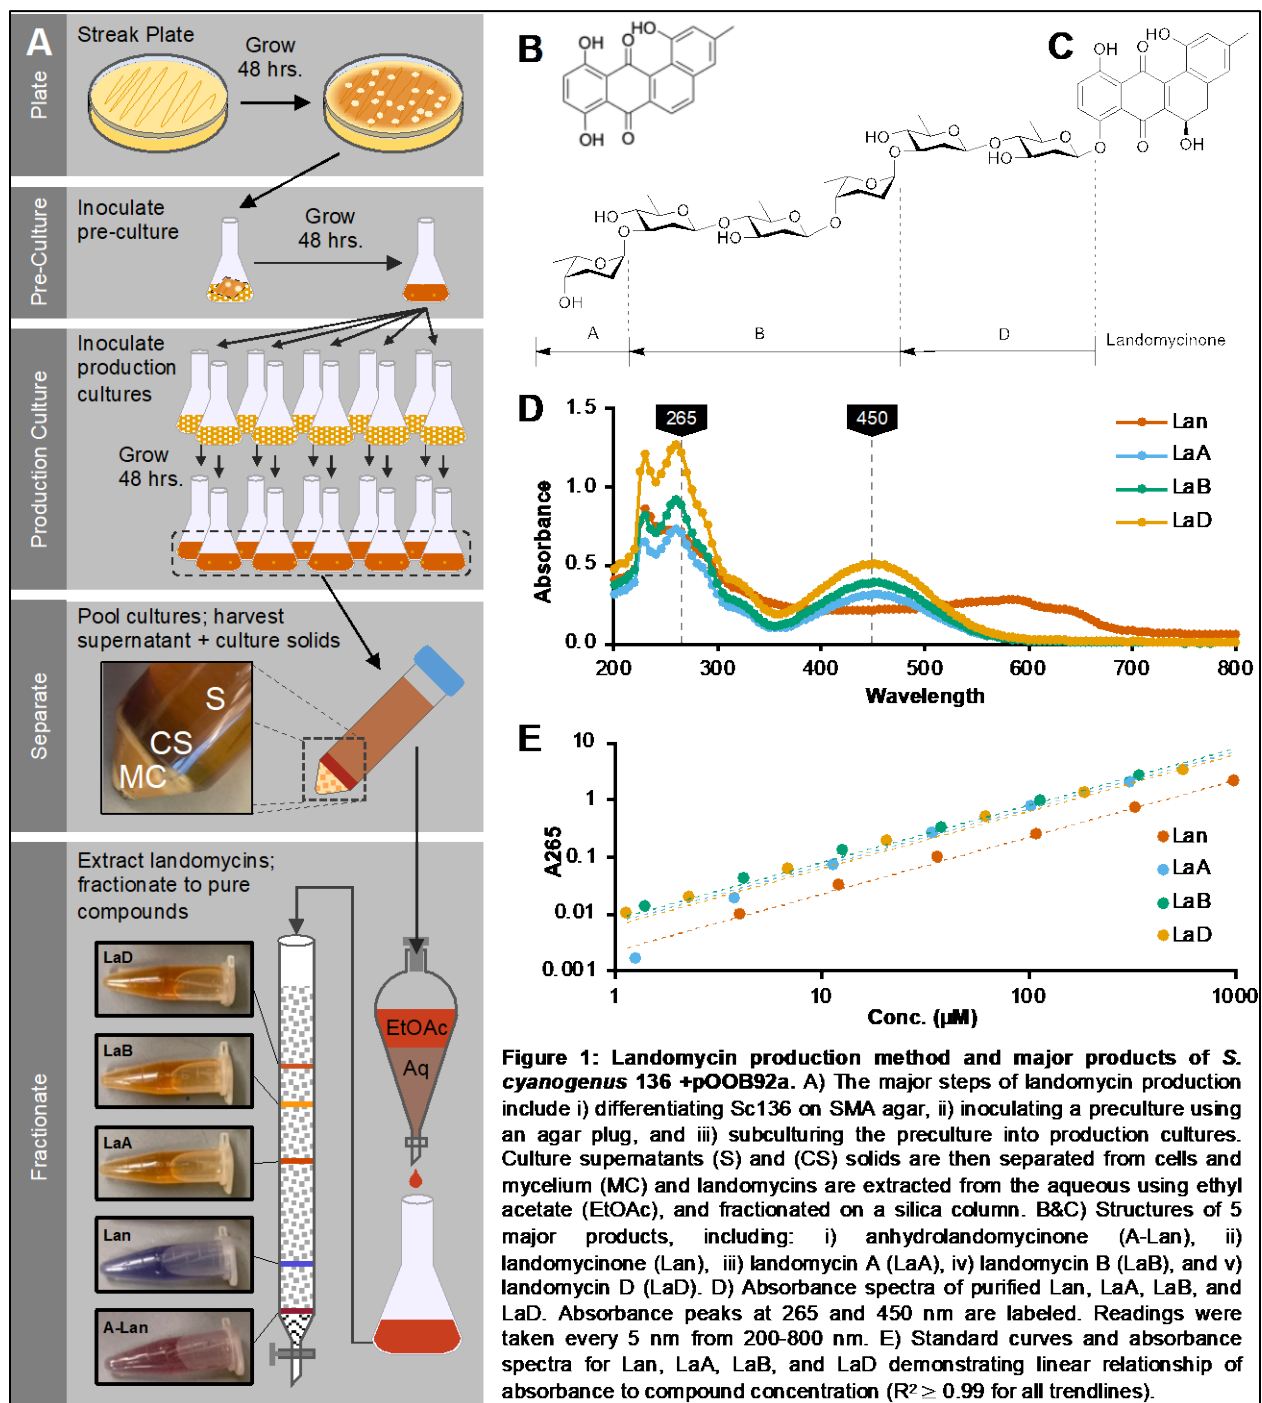 A
Plate
Streak Plate
Grow
48 hrs.
Pre-Culture
Inoculate
pre-culture
Grow
48 hrs.
Production Culture
Inoculate
production
cultures
Grow
48 hrs.
Separate
Pool cultures; harvest
supernatant + culture solids
S
CS
MC
Fractionate
Extract landomycins;
fractionate to pure
compounds
LaD
LaB
LaA
Lan
A-Lan
EtOAc
Aq
B
OH
O
HO
OH
O
C
OH
O
HO
O
O
OH
HO
O
O
O
O
HO
O
O
O
HO
O
O
O
HO
O
O
O
OH
A
B
D
Landomycinone
D
1.5
1.0
0.5
0.0
Absorbance
265
450
Lan
LaA
LaB
LaD
200
300
400
500
600
700
800
Wavelength
E
10
1
0.1
0.01
0.001
A265
Lan
LaA
LaB
LaD
1
10
100
1000
Conc. (µM)
Figure 1: Landomycin production method and major products of S.
cyanogenus 136 +pOOB92a. A) The major steps of landomycin production
include i) differentiating Sc136 on SMA agar, ii) inoculating a preculture using
an agar plug, and iii) subculturing the preculture into production cultures.
Culture supernatants (S) and (CS) solids are then separated from cells and
mycelium (MC) and landomycins are extracted from the aqueous using ethyl
acetate (EtOAc), and fractionated on a silica column. B&C) Structures of 5
major products, including: i) anhydrolandomycinone (A-Lan), ii)
landomycinone (Lan), iii) landomycin A (LaA), iv) landomycin B (LaB), and v)
landomycin D (LaD). D) Absorbance spectra of purified Lan, LaA, LaB, and
LaD. Absorbance peaks at 265 and 450 nm are labeled. Readings were
taken every 5 nm from 200-800 nm. E) Standard curves and absorbance
spectra for Lan, LaA, LaB, and LaD demonstrating linear relationship of
absorbance to compound concentration (R² ≥ 0.99 for all trendlines).